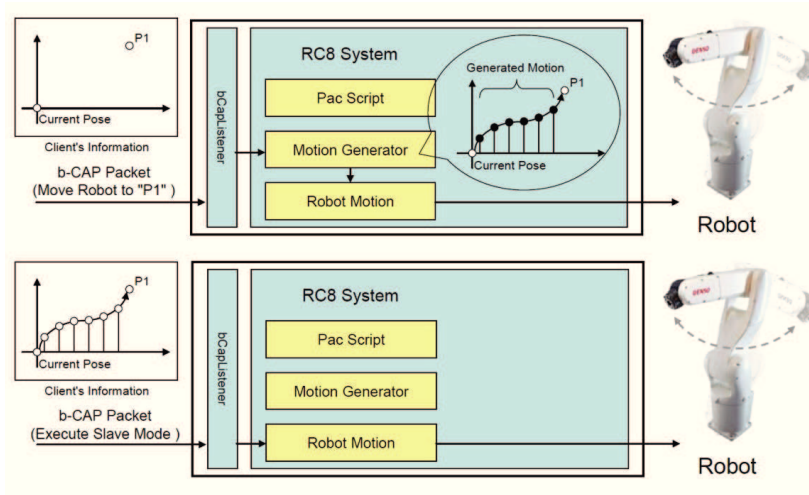 P1
Current Pose
Client's Information
b-CAP Packet
(Move Robot to "P1" )
bCapListener
RC8 System
Pac Script
Motion Generator
Robot Motion
Generated Motion
P1
Current Pose
DENSO
Robot
P1
Current Pose
Client's Information
b-CAP Packet
(Execute Slave Mode )
bCapListener
RC8 System
Pac Script
Motion Generator
Robot Motion
DENSO
Robot